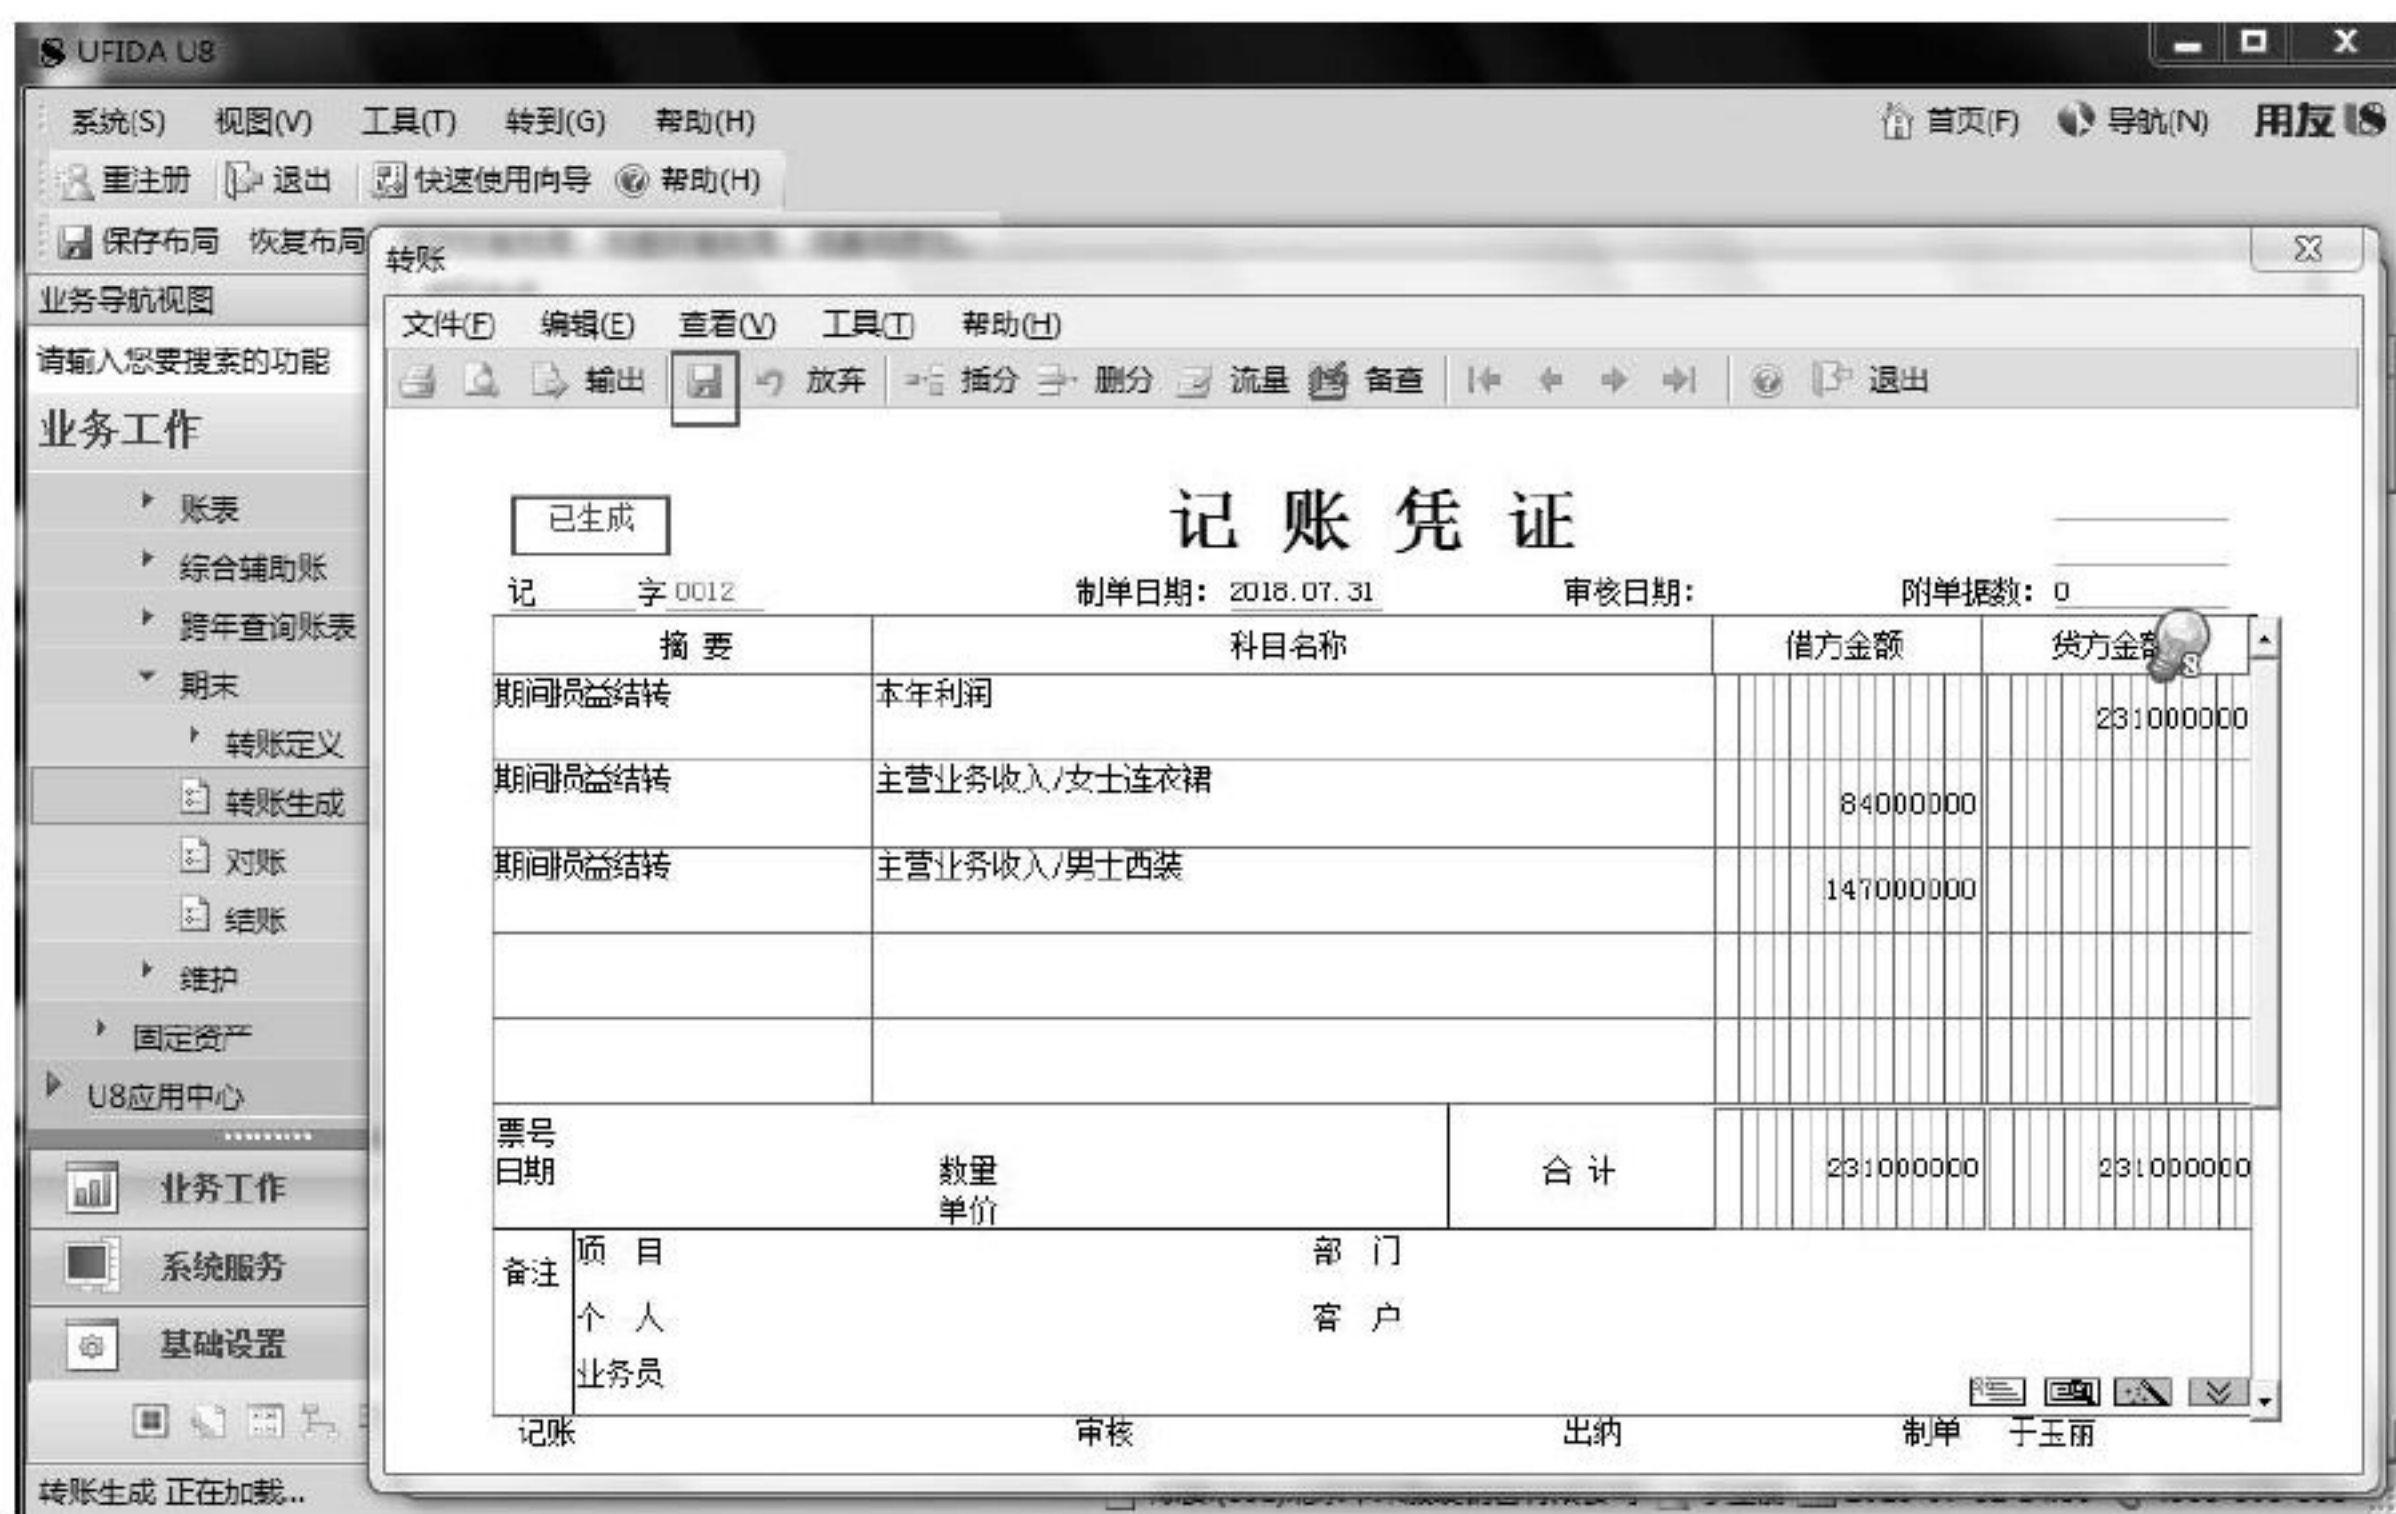 UFIDA U8
系统(S) 视图(V) 工具(T) 转到(G) 帮助(H) 首页(F) 导航(N) 用友U8
重注册 退出 快速使用向导 帮助(H)
保存布局 恢复布局
业务导航视图
请输入您要搜索的功能
业务工作
账表
综合辅助账
跨年查询账表
期末
转账定义
转账生成
对账
结账
维护
固定资产
U8应用中心
业务工作
系统服务
基础设置
转账生成 正在加载...
转账
文件(F) 编辑(E) 查看(V) 工具(T) 帮助(H)
输出 放弃 插分 删分 流量 备查 退出
已生成
记 账 凭 证
记 字 0012 制单日期: 2018.07.31 审核日期: 附单据数: 0
摘 要 科目名称 借方金额 贷方金额
期间损益结转 本年利润 231000000
期间损益结转 主营业务收入/女士连衣裙 84000000
期间损益结转 主营业务收入/男士西装 147000000
票号
日期 数量 合 计 231000000 231000000
单价
备注 项 目 部 门
个 人 客 户
业务员
记账 审核 出纳 制单 于玉丽